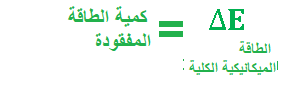 كمية الطاقة
المفقودة
=
ΔE
الطاقة
الميكانيكية الكلية :